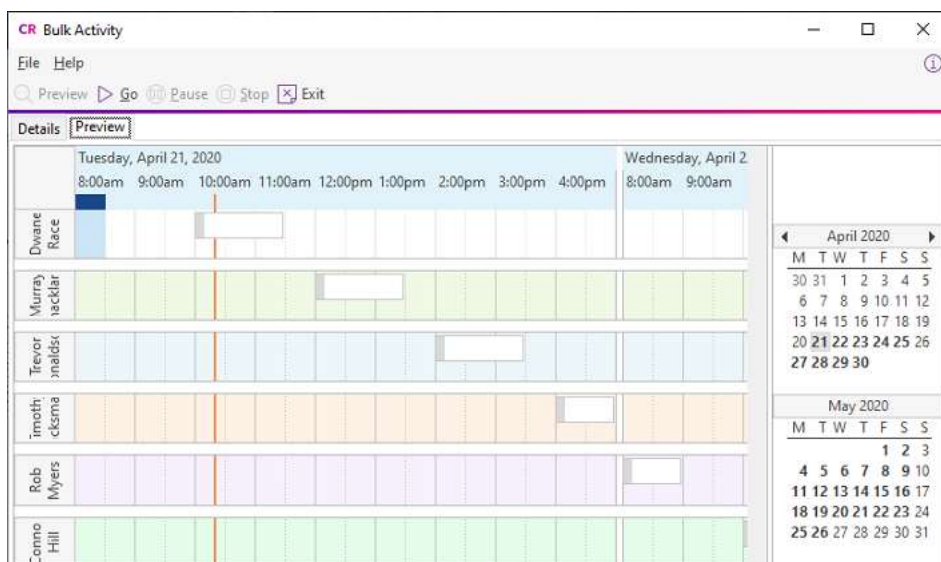 CR Bulk Activity
File Help
Preview Go Pause Stop Exit
Details Preview
Tuesday, April 21, 2020 Wednesday, April 2
8:00am 9:00am 10:00am 11:00am 12:00pm 1:00pm 2:00pm 3:00pm 4:00pm 8:00am 9:00am
Dwane
Race
Murray
Trevor
Rob
Myers
Hill
April 2020
M T W T F S S
30 31 1 2 3 4 5
6 7 8 9 10 11 12
13 14 15 16 17 18 19
20 21 22 23 24 25 26
27 28 29 30
May 2020
M T W T F S S
1 2 3
4 5 6 7 8 9 10
11 12 13 14 15 16 17
18 19 20 21 22 23 24
25 26 27 28 29 30 31